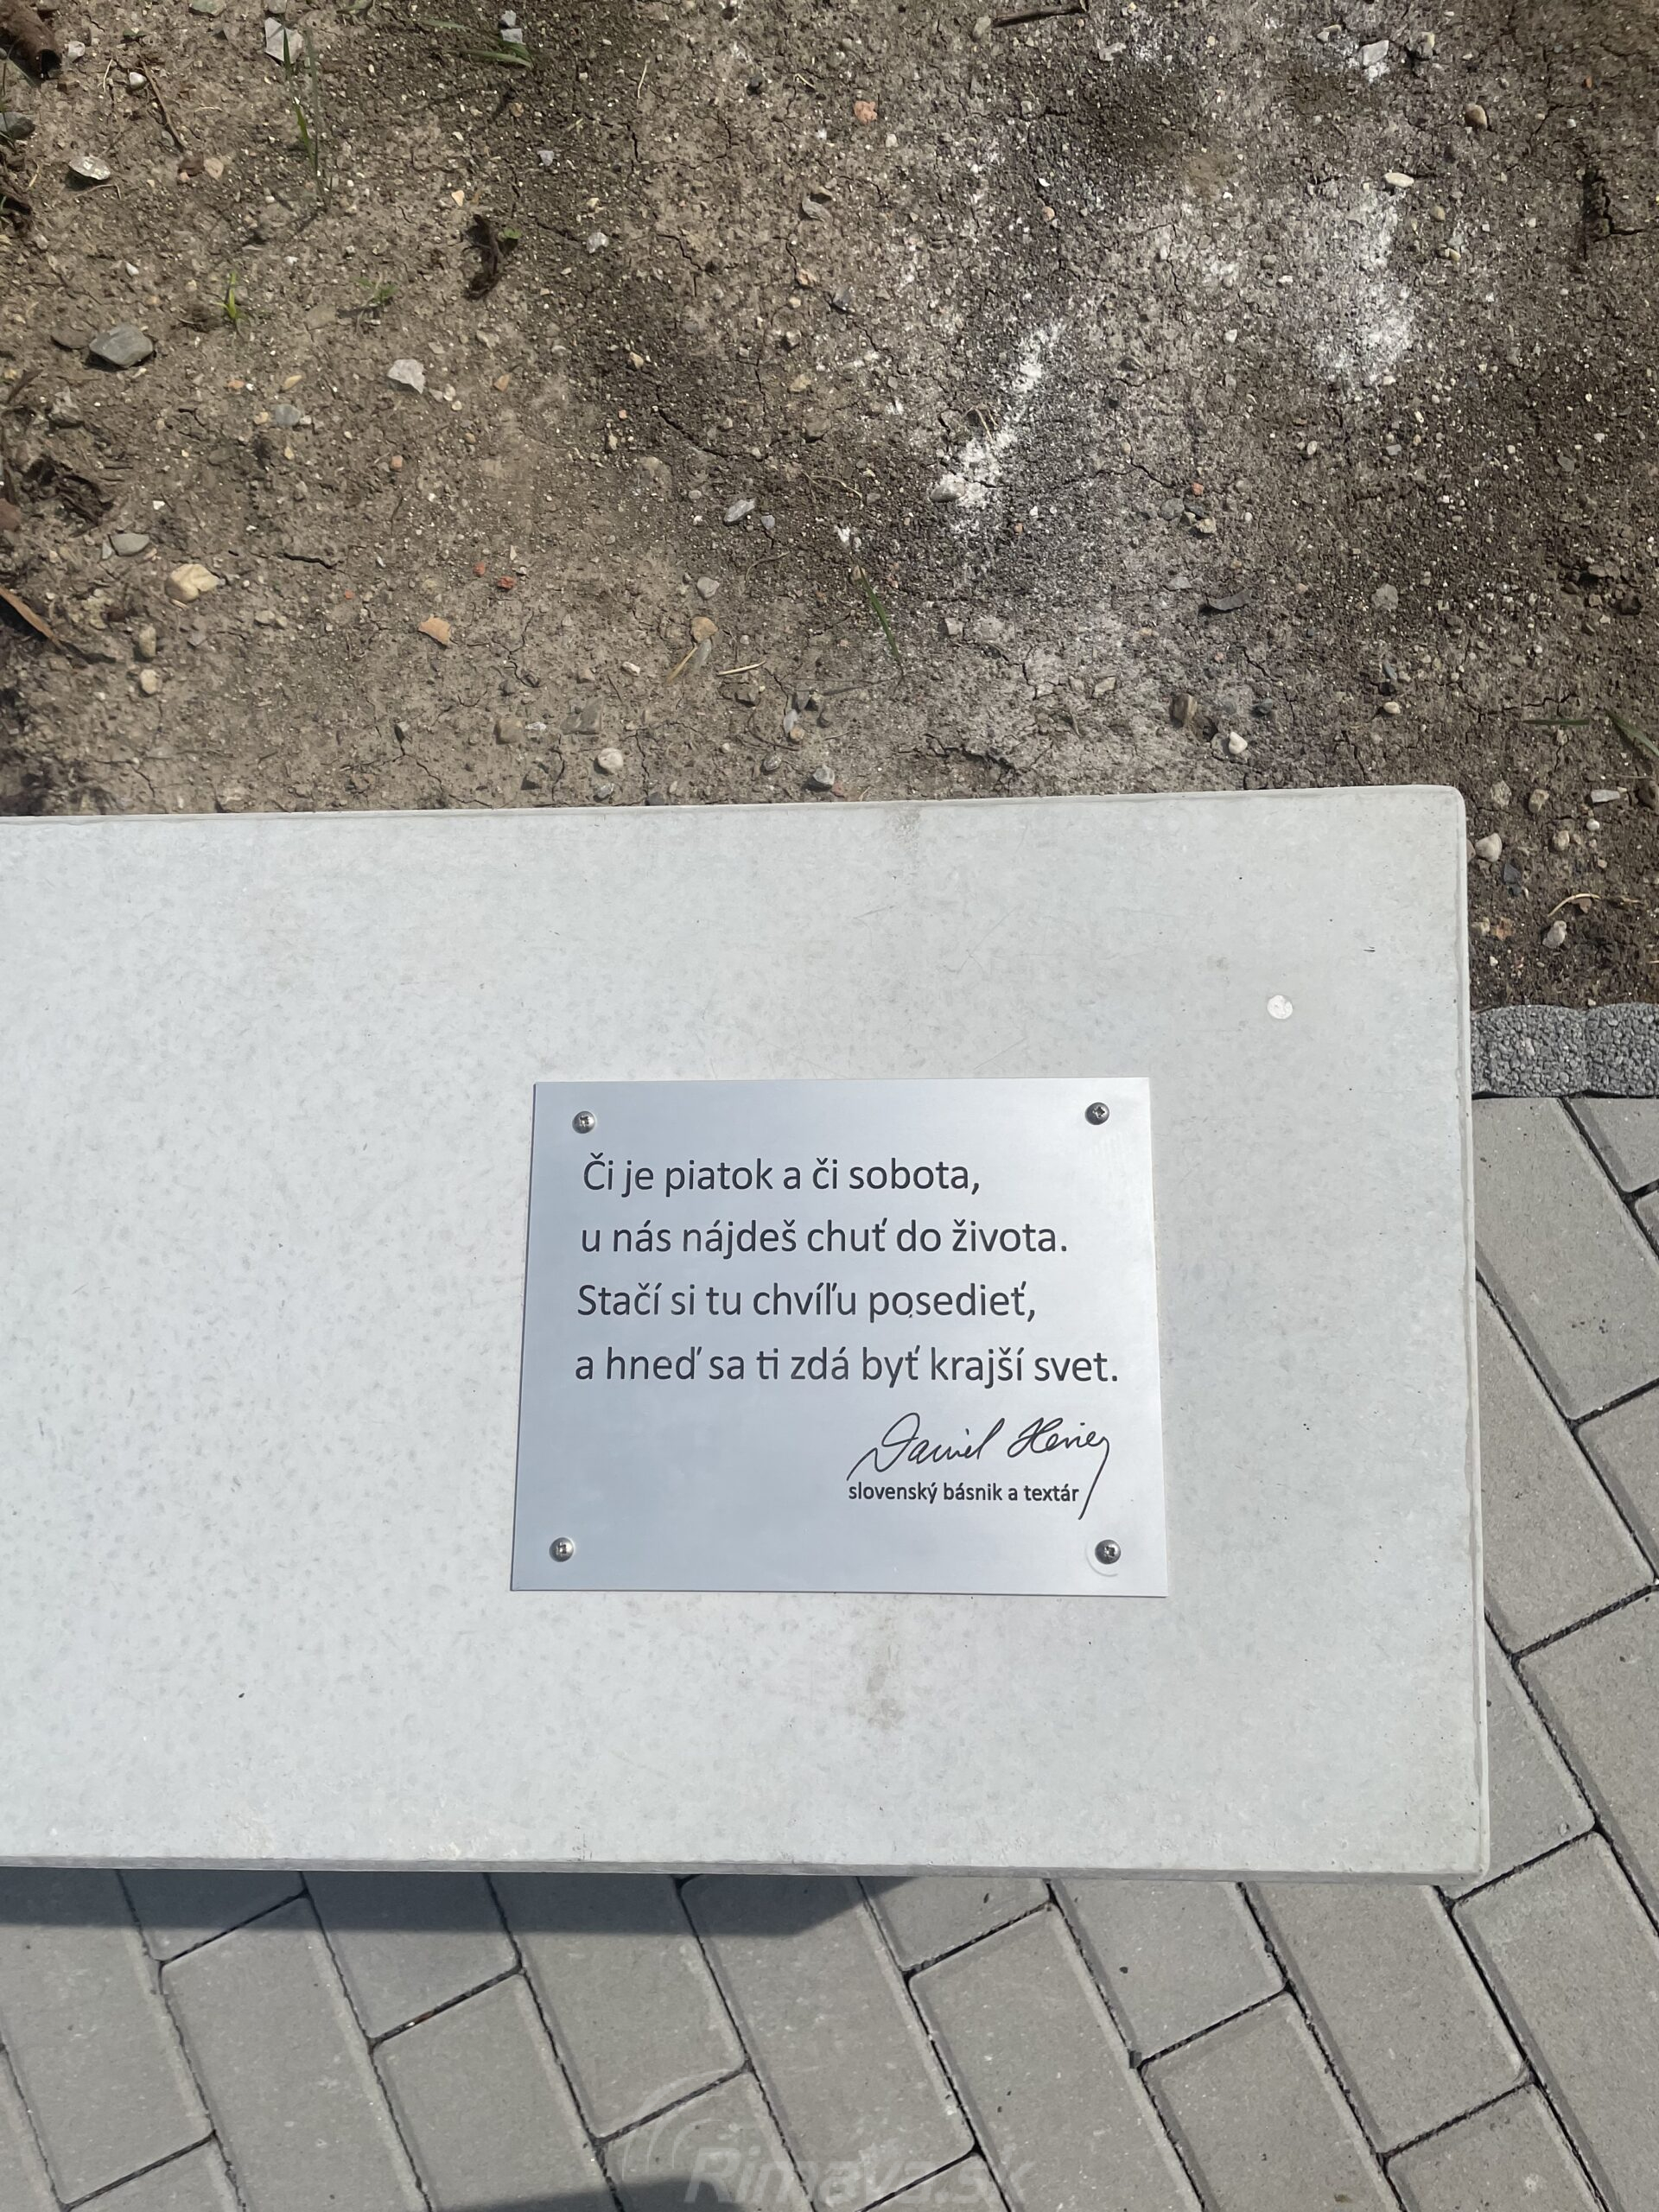 Či je piatok a či sobota,
u nás nájdeš chuť do života.
Stačí si tu chvíľu posedieť,
a hneď sa ti zdá byť krajší svet.
Daniel Hevier
slovenský básnik a textár
Rimava.sk